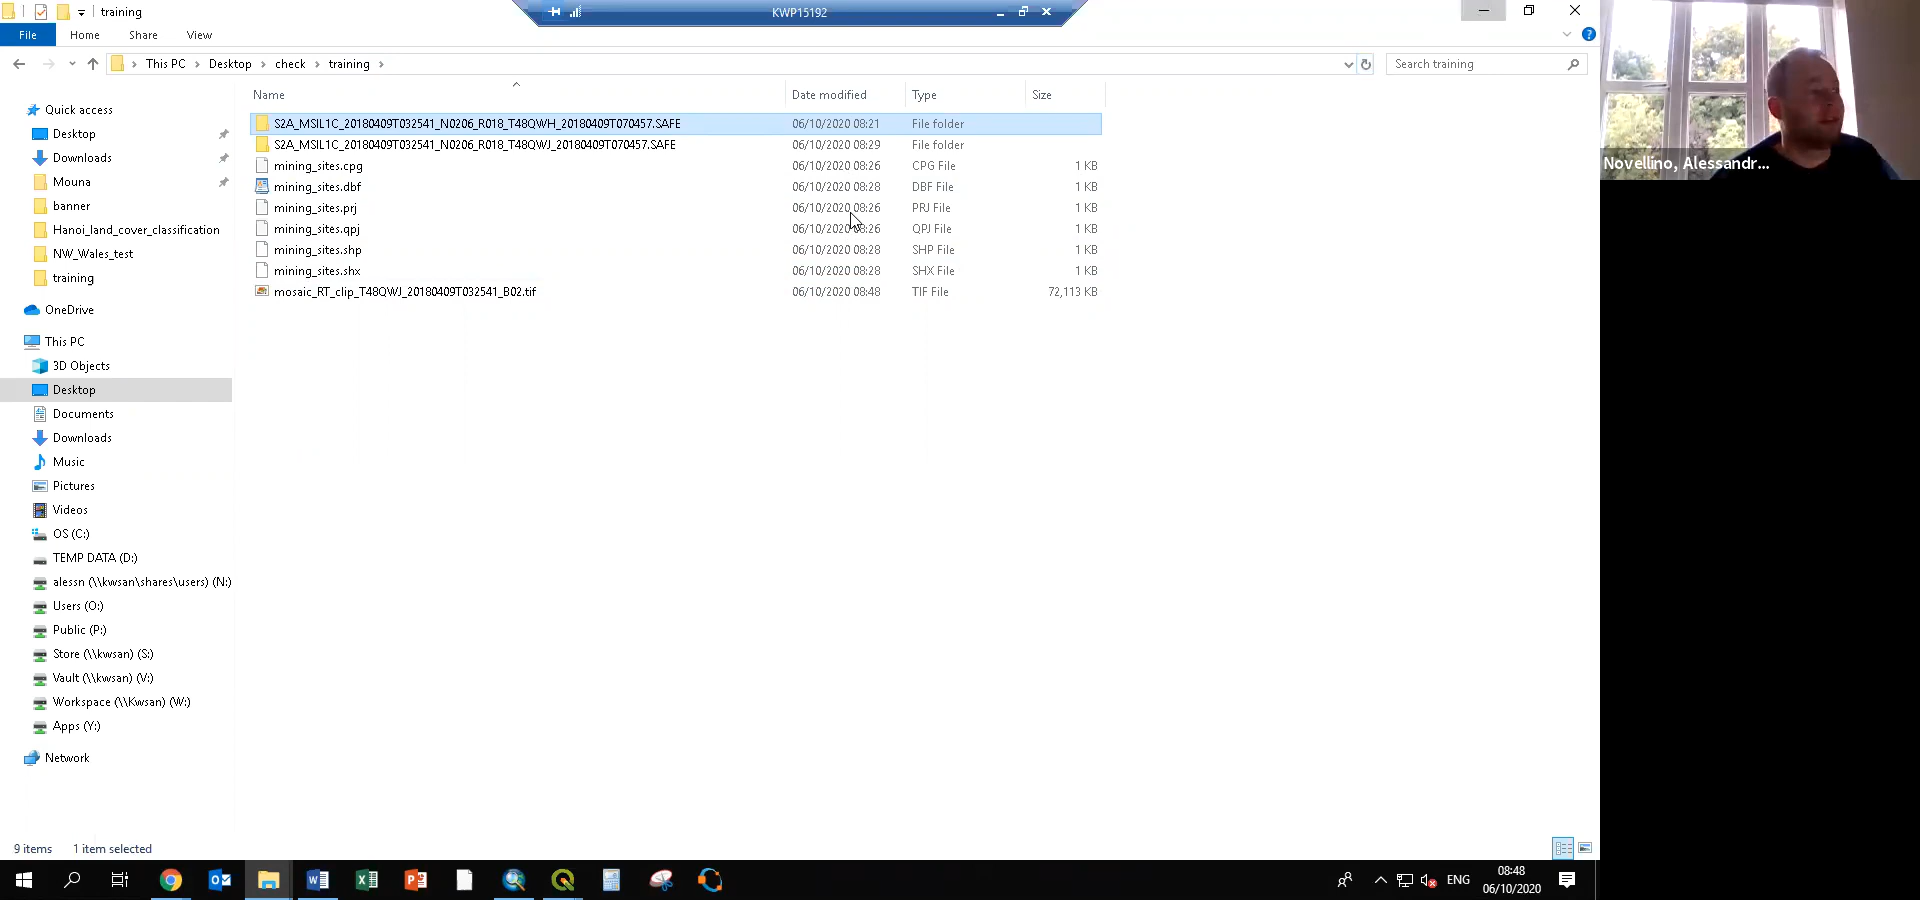 training
KWP15192
File Home Share View
This PC Desktop check training
Search training
Name Date modified Type Size
S2A_MSIL1C_20180409T032541_N0206_R018_T48QWH_20180409T070457.SAFE 06/10/2020 08:21 File folder
S2A_MSIL1C_20180409T032541_N0206_R018_T48QWJ_20180409T070457.SAFE 06/10/2020 08:29 File folder
mining_sites.cpg 06/10/2020 08:26 CPG File 1 KB
mining_sites.dbf 06/10/2020 08:28 DBF File 1 KB
mining_sites.prj 06/10/2020 08:26 PRJ File 1 KB
mining_sites.qpj 06/10/2020 08:26 QPJ File 1 KB
mining_sites.shp 06/10/2020 08:28 SHP File 1 KB
mining_sites.shx 06/10/2020 08:28 SHX File 1 KB
mosaic_RT_clip_T48QWJ_20180409T032541_B02.tif 06/10/2020 08:48 TIF File 72,113 KB
Quick access
Desktop
Downloads
Mouna
banner
Hanoi_land_cover_classification
NW_Wales_test
training
OneDrive
This PC
3D Objects
Desktop
Documents
Downloads
Music
Pictures
Videos
OS (C:)
TEMP DATA (D:)
alessn (\\kwsan\shares\users) (N:)
Users (O:)
Public (P:)
Store (\\kwsan) (S:)
Vault (\\kwsan) (V:)
Workspace (\\Kwsan) (W:)
Apps (Y:)
Network
9 items 1 item selected
Novellino, Alessandr...
ENG
08:48
06/10/2020